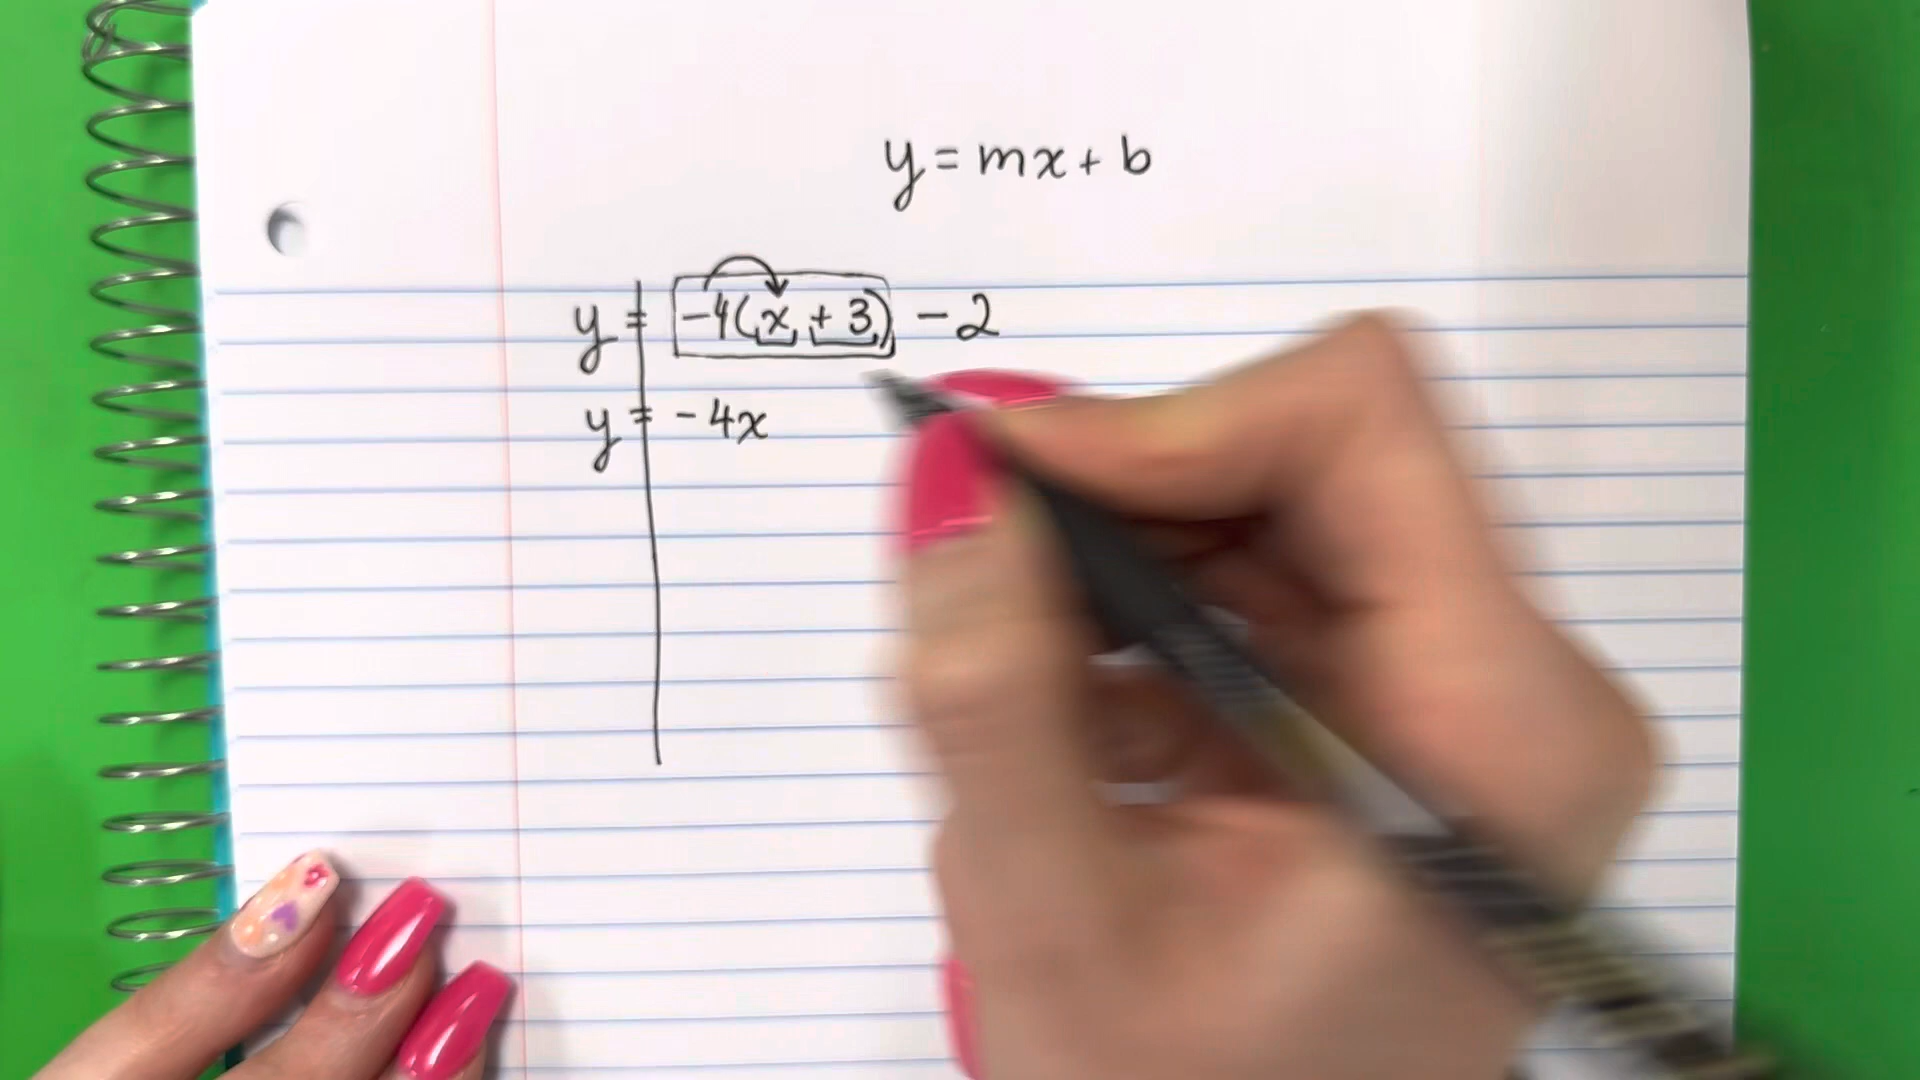 y = mx + b
y = -4(x + 3) - 2
y = -4x